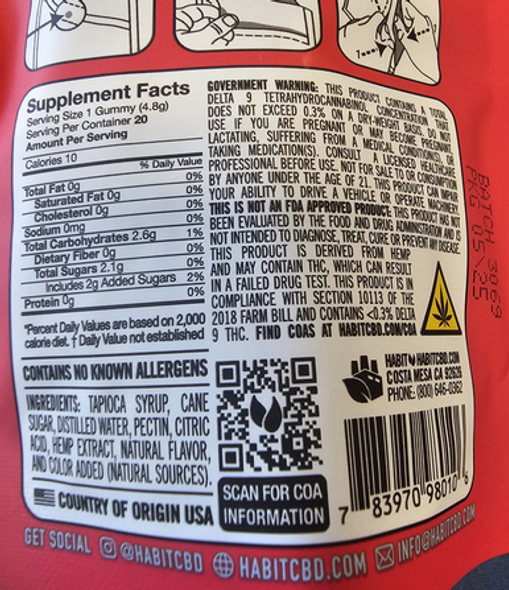 Supplement Facts
Serving Size 1 Gummy (4.8g)
Serving Per Container 20
Amount Per Serving
Calories 10
% Daily Value
Total Fat 0g 0%
Saturated Fat 0g 0%
Cholesterol 0g 0%
Sodium 0mg 0%
Total Carbohydrates 2.6g 1%
Dietary Fiber 0g 0%
Total Sugars 2.1g
Includes 2g Added Sugars 2%
Protein 0g 0%
*Percent Daily Values are based on 2,000
calorie diet. † Daily Value not established
CONTAINS NO KNOWN ALLERGENS
INGREDIENTS: TAPIOCA SYRUP, CANE
SUGAR, DISTILLED WATER, PECTIN, CITRIC
ACID, HEMP EXTRACT, NATURAL FLAVOR,
AND COLOR ADDED (NATURAL SOURCES).
COUNTRY OF ORIGIN USA
GOVERNMENT WARNING: THIS PRODUCT CONTAINS A TOTAL
DELTA 9 TETRAHYDROCANNABINOL CONCENTRATION THAT
DOES NOT EXCEED 0.3% ON A DRY-WEIGHT BASIS. DO NOT
USE IF YOU ARE PREGNANT OR MAY BECOME PREGNANT,
LACTATING, SUFFERING FROM A MEDICAL CONDITION(S), OR
TAKING MEDICATION(S). CONSULT A LICENSED HEALTHCARE
PROFESSIONAL BEFORE USE. NOT FOR SALE TO OR CONSUMPTION
BY ANYONE UNDER THE AGE OF 21. THIS PRODUCT CAN IMPAIR
YOUR ABILITY TO DRIVE A VEHICLE OR OPERATE MACHINERY.
THIS IS NOT AN FDA APPROVED PRODUCT: THIS PRODUCT HAS NOT
BEEN EVALUATED BY THE FOOD AND DRUG ADMINISTRATION AND IS
NOT INTENDED TO DIAGNOSE, TREAT, CURE OR PREVENT ANY DISEASE.
THIS PRODUCT IS DERIVED FROM HEMP
AND MAY CONTAIN THC, WHICH CAN RESULT
IN A FAILED DRUG TEST. THIS PRODUCT IS IN
COMPLIANCE WITH SECTION 10113 OF THE
2018 FARM BILL AND CONTAINS <0.3% DELTA
9 THC. FIND COAS AT HABITCBD.COM/COA
SCAN FOR COA
INFORMATION
HABIT HABITCBD.COM
COSTA MESA CA 92626
PHONE: (800) 646-0362
7 83970 98010 6
BATCH 3069
PKG 05/25
GET SOCIAL @HABITCBD HABITCBD.COM INFO@HABITCBD.COM